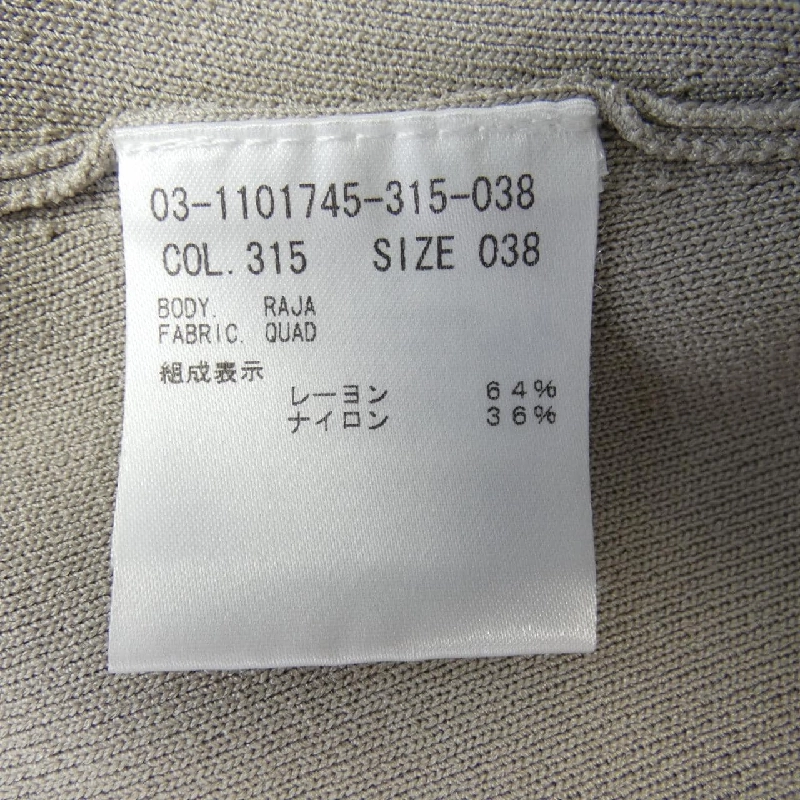 03-1101745-315-038
COL.315 SIZE 038
BODY. RAJA
FABRIC. QUAD
組成表示
レーヨン 64%
ナイロン 36%